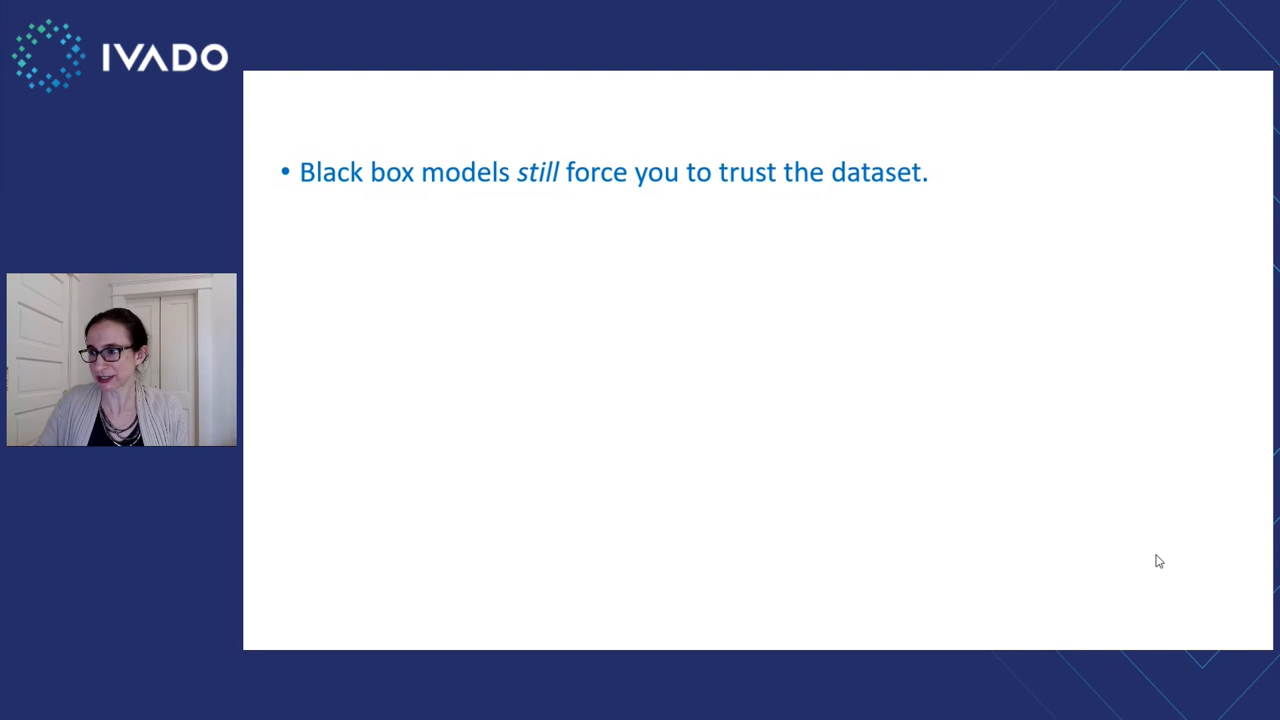 IVADO
• Black box models still force you to trust the dataset.